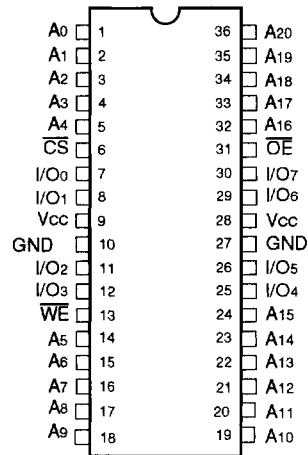 A0 1 36 A20
A1 2 35 A19
A2 3 34 A18
A3 4 33 A17
A4 5 32 A16
C̅S̅ 6 31 O̅E̅
I/O0 7 30 I/O7
I/O1 8 29 I/O6
Vcc 9 28 Vcc
GND 10 27 GND
I/O2 11 26 I/O5
I/O3 12 25 I/O4
W̅E̅ 13 24 A15
A5 14 23 A14
A6 15 22 A13
A7 16 21 A12
A8 17 20 A11
A9 18 19 A10